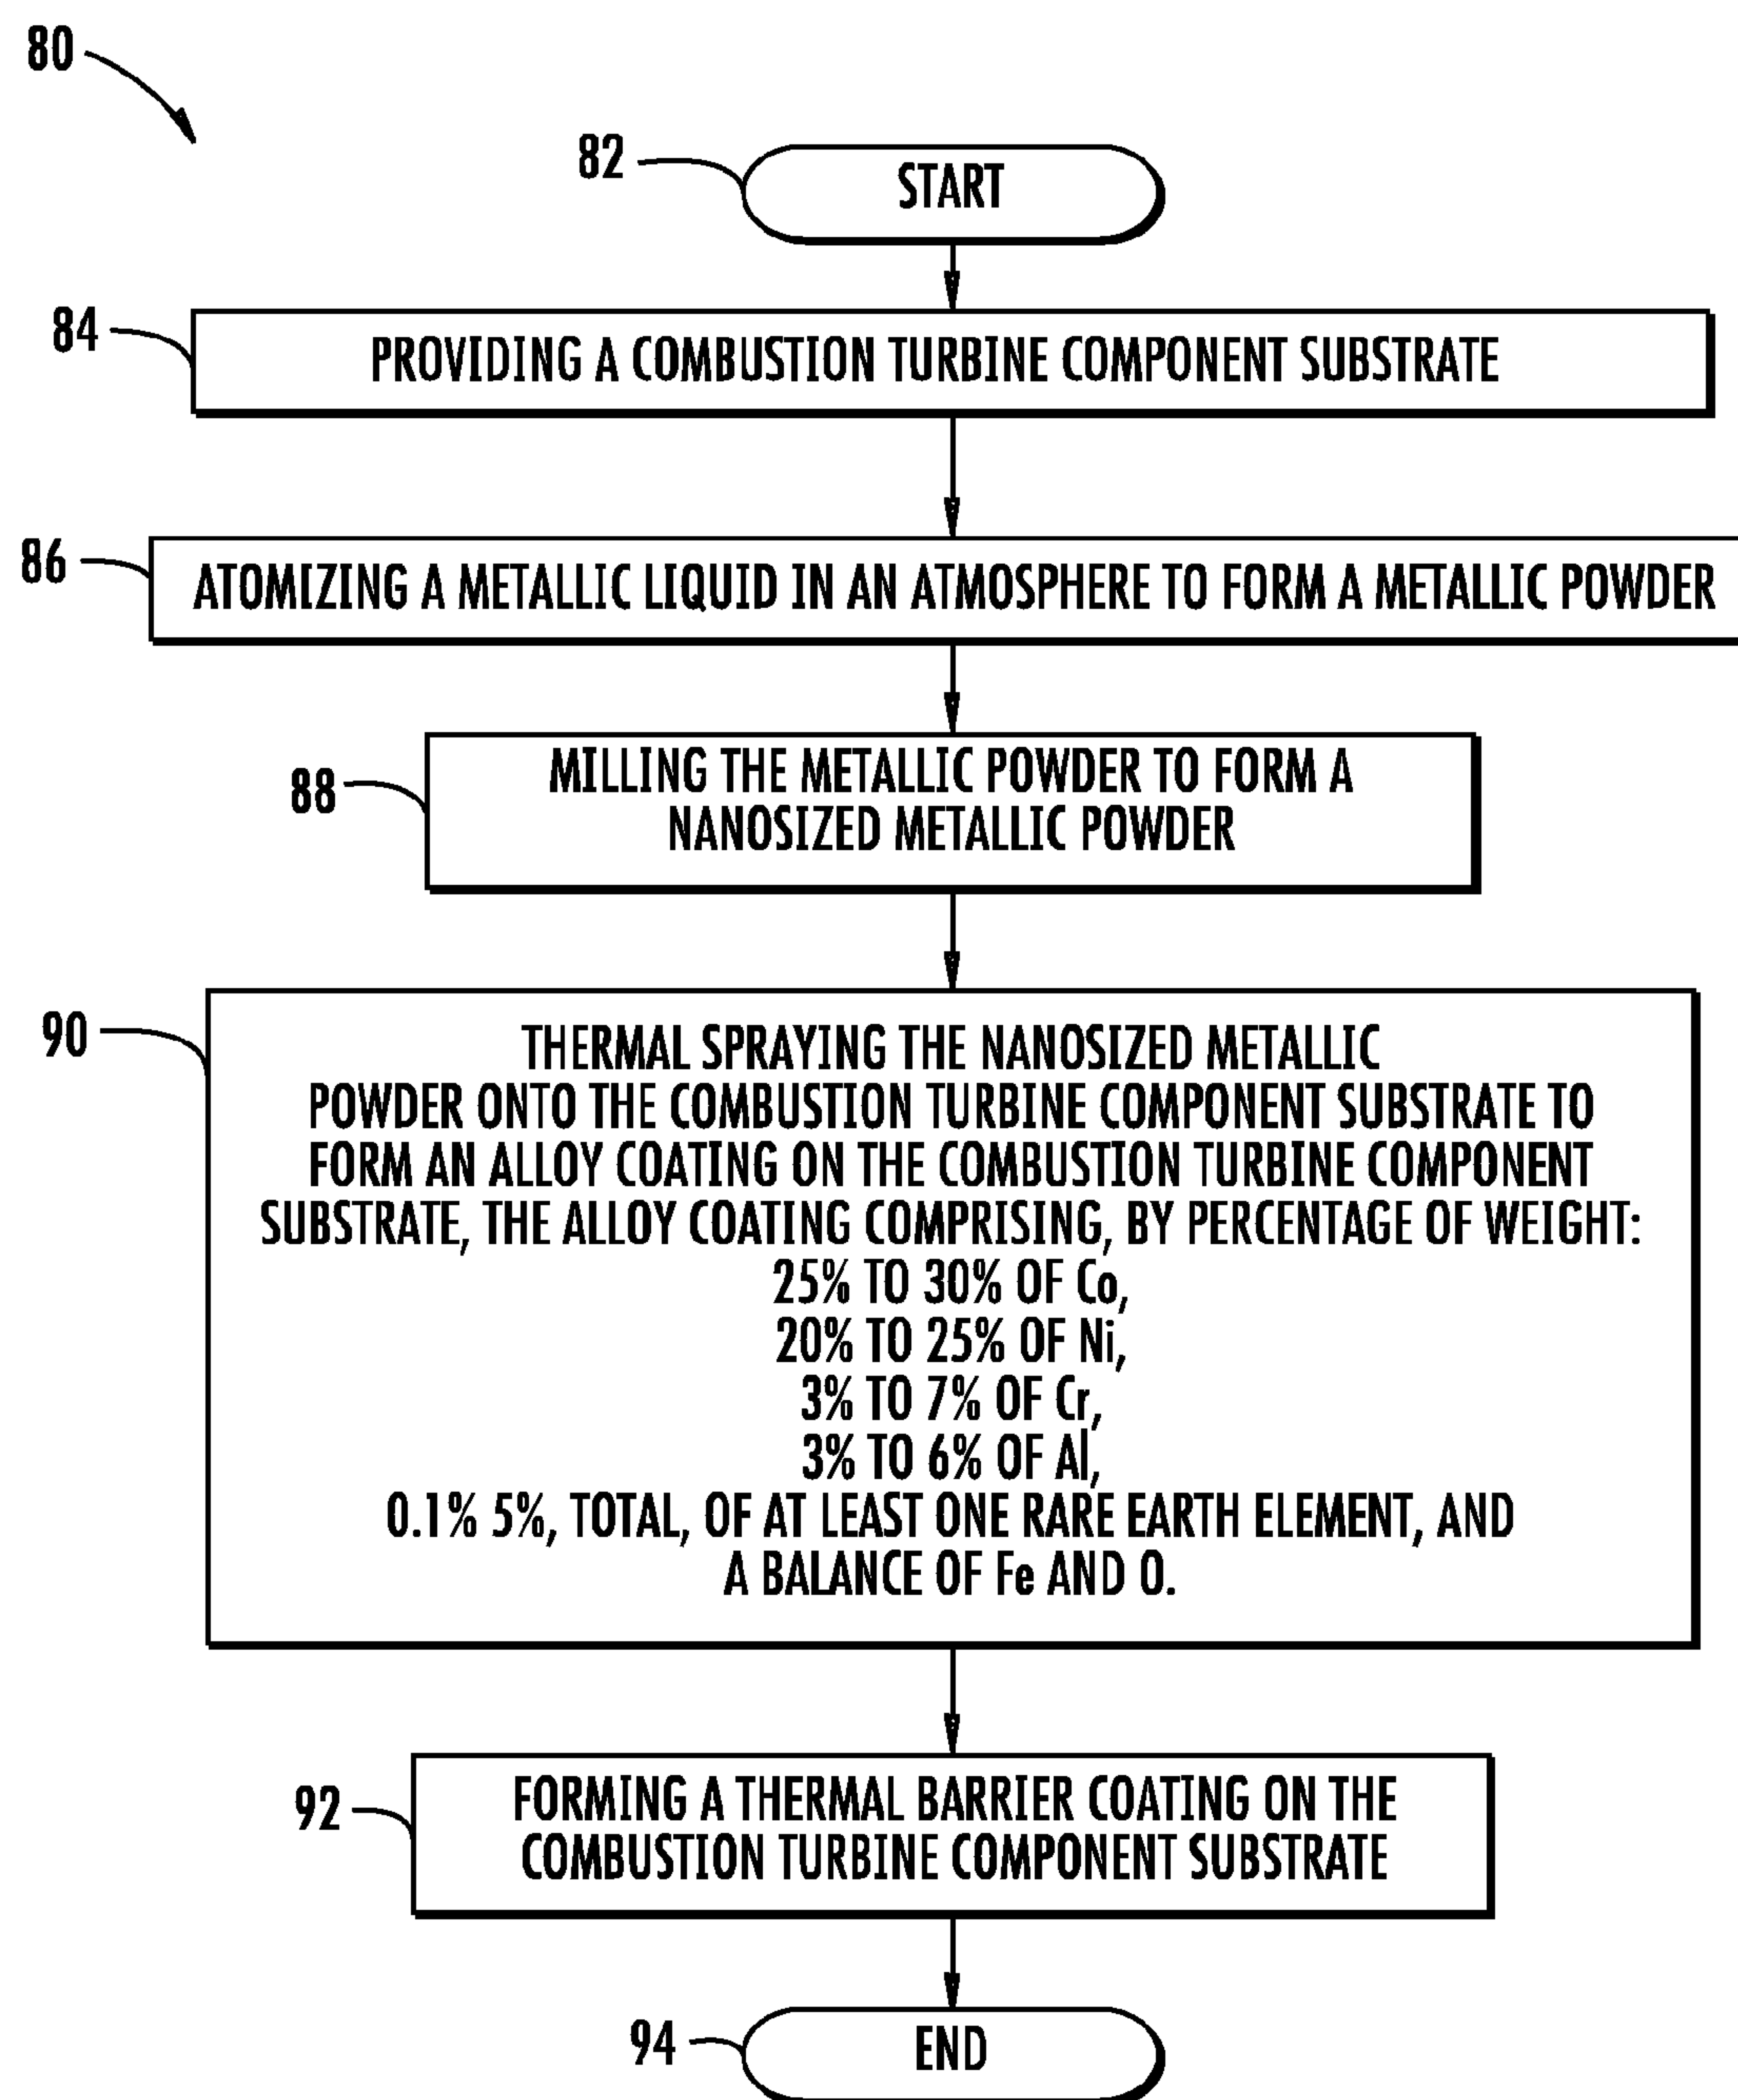 80
82
START
84
PROVIDING A COMBUSTION TURBINE COMPONENT SUBSTRATE
86
ATOMIZING A METALLIC LIQUID IN AN ATMOSPHERE TO FORM A METALLIC POWDER
88
MILLING THE METALLIC POWDER TO FORM A
NANOSIZED METALLIC POWDER
90
THERMAL SPRAYING THE NANOSIZED METALLIC
POWDER ONTO THE COMBUSTION TURBINE COMPONENT SUBSTRATE TO
FORM AN ALLOY COATING ON THE COMBUSTION TURBINE COMPONENT
SUBSTRATE, THE ALLOY COATING COMPRISING, BY PERCENTAGE OF WEIGHT:
25% TO 30% OF Co,
20% TO 25% OF Ni,
3% TO 7% OF Cr,
3% TO 6% OF Al,
0.1% 5%, TOTAL, OF AT LEAST ONE RARE EARTH ELEMENT, AND
A BALANCE OF Fe AND O.
92
FORMING A THERMAL BARRIER COATING ON THE
COMBUSTION TURBINE COMPONENT SUBSTRATE
94
END